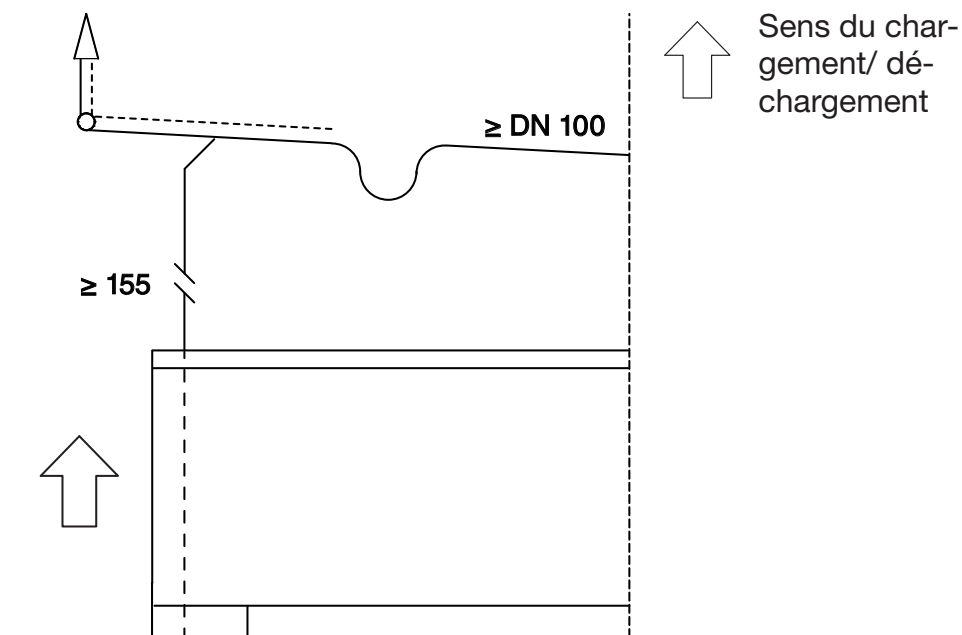 Sens du char-
gement/ dé-
chargement
≥ DN 100
≥ 155